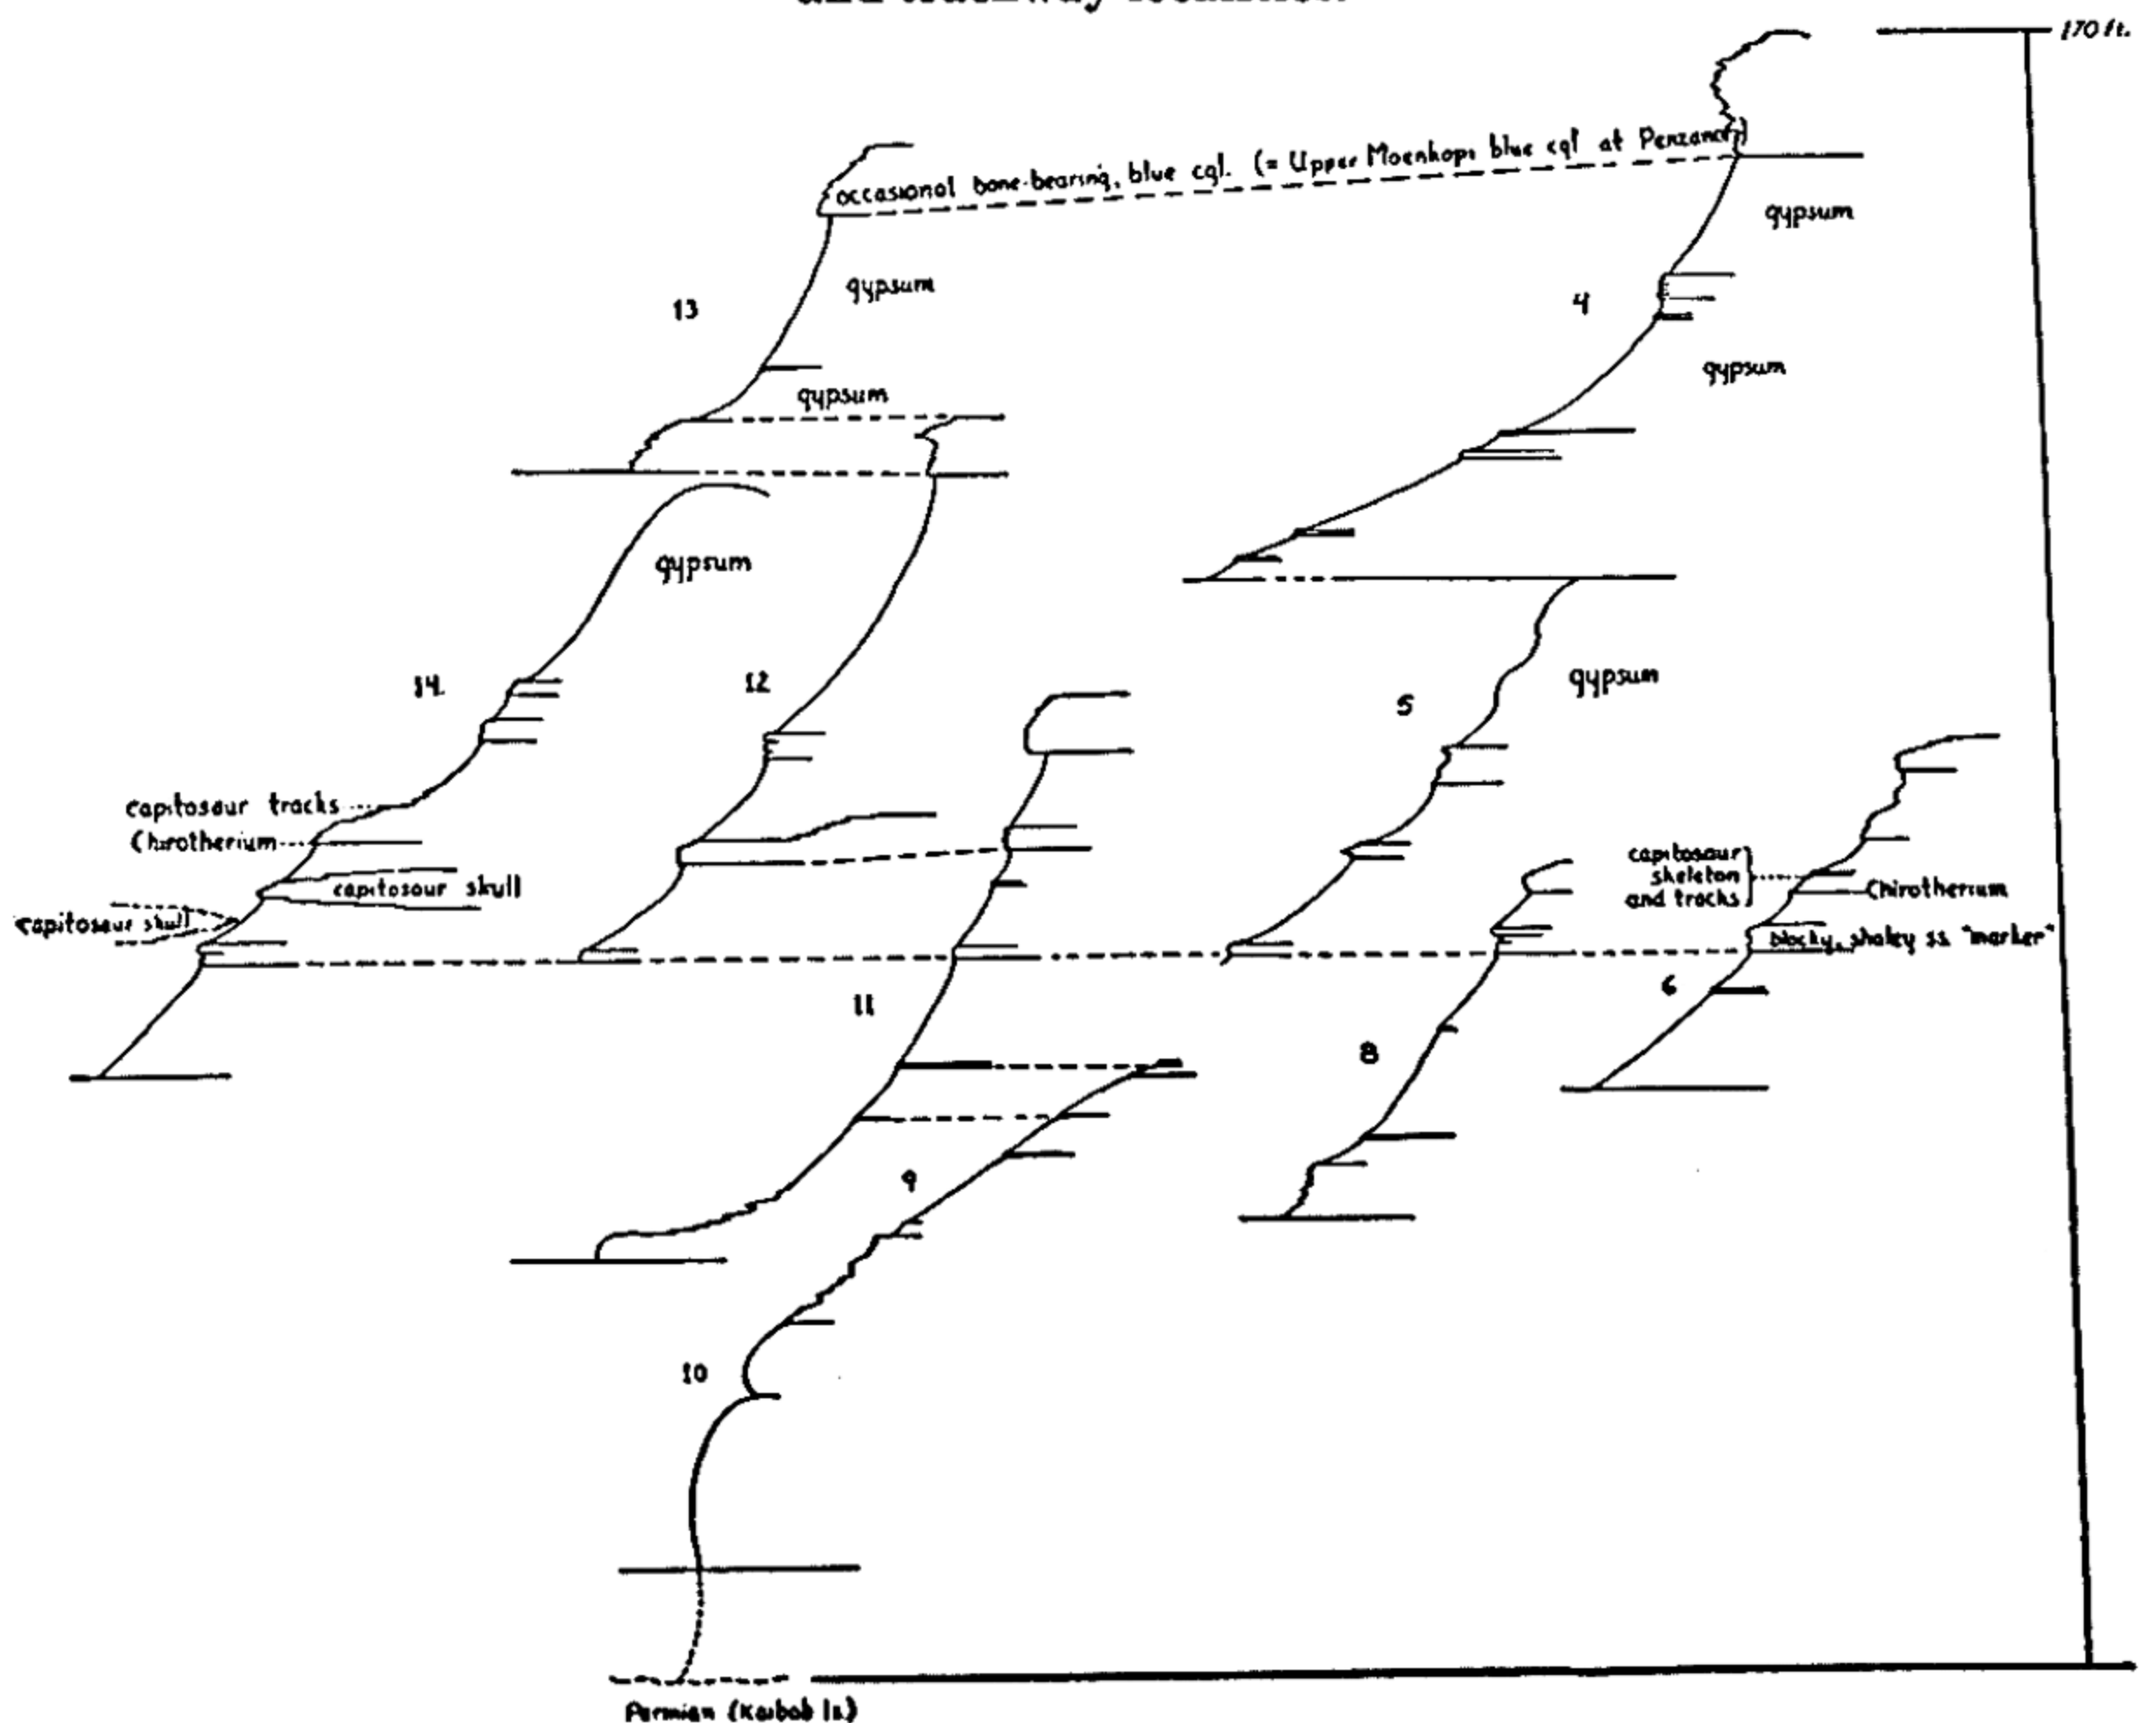 170 ft.
occasional bone-bearing, blue cgl. (= Upper Moenkopi blue cgl at Penzance)
gypsum
gypsum
13
4
gypsum
gypsum
gypsum
14
12
5
gypsum
capitosaur tracks
Chirotherium
capitosaur
skeleton
and tracks
capitosaur skull
Chirotherium
capitosaur skull
blocky, shaley ss. "marker"
6
11
8
9
10
Permian (Kaibab ls.)